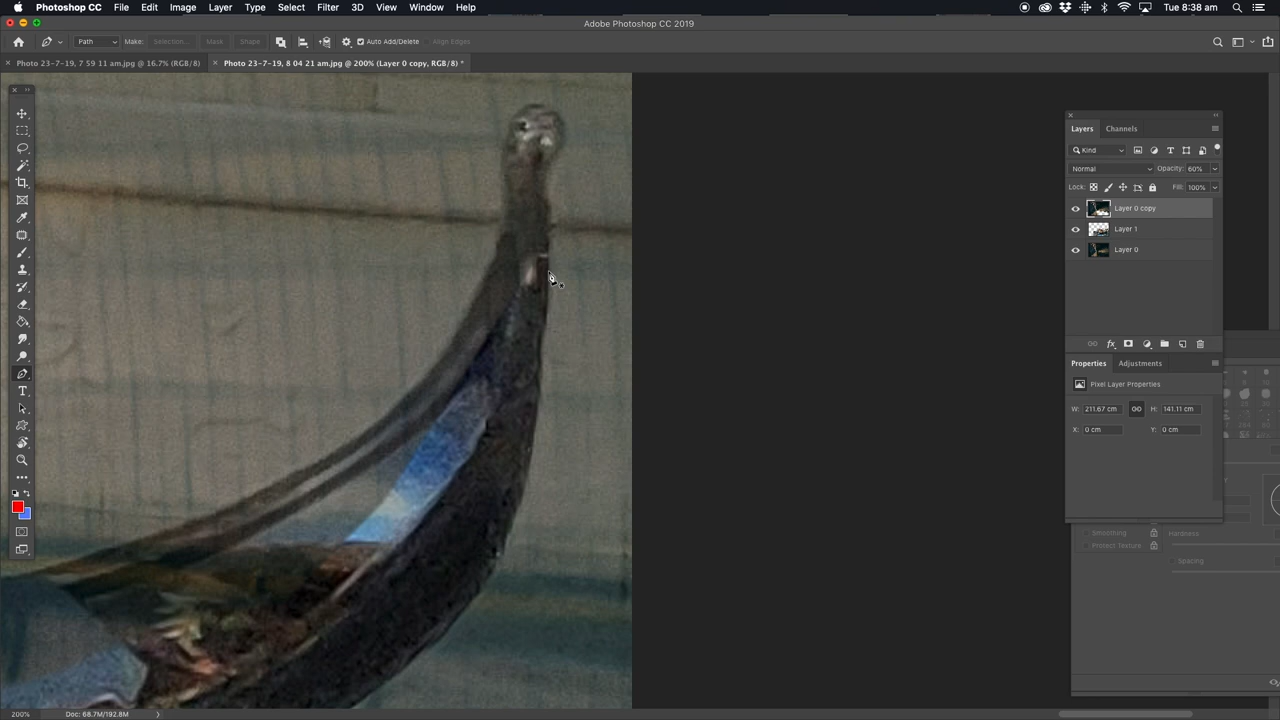 Photoshop CC File Edit Image Layer Type Select Filter 3D View Window Help Tue 8:38 am
Adobe Photoshop CC 2019
Path Make: Selection... Mask Shape Auto Add/Delete Align Edges
Photo 23-7-19, 7 59 11 am.jpg @ 16.7% (RGB/8) Photo 23-7-19, 8 04 21 am.jpg @ 200% (Layer 0 copy, RGB/8) *
Layers Channels
Kind
Normal Opacity: 60%
Lock: Fill: 100%
Layer 0 copy
Layer 1
Layer 0
fx
Properties Adjustments
Pixel Layer Properties
W: 211.67 cm H: 141.11 cm
X: 0 cm Y: 0 cm
Smoothing Hardness
Protect Texture
Spacing
200% Doc: 68.7M/192.8M